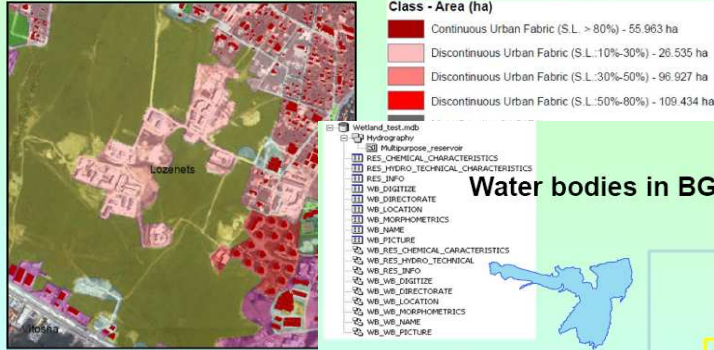 Class - Area (ha)
Continuous Urban Fabric (S.L. > 80%) - 55.963 ha
Discontinuous Urban Fabric (S.L.:10%-30%) - 26.535 ha
Discontinuous Urban Fabric (S.L.:30%-50%) - 96.927 ha
Discontinuous Urban Fabric (S.L.:50%-80%) - 109.434 ha
Lozenets
Wetland_test.mdb
Hydrography
Multipurpose_reservoir
RES_CHEMICAL_CHARACTERISTICS
RES_HYDRO_TECHNICAL_CHARACTERISTICS
RES_INFO
WB_DIGITIZE
WB_DIRECTORATE
WB_LOCATION
WB_MORPHOMETRICS
WB_NAME
WB_PICTURE
WB_RES_CHEMICAL_CARACTERISTICS
WB_RES_HYDRO_TECHNICAL
WB_RES_INFO
WB_WB_DIGITIZE
WB_WB_DIRECTORATE
WB_WB_LOCATION
WB_WB_MORPHOMETRICS
WB_WB_NAME
WB_WB_PICTURE
Water bodies in BG
Vitosha